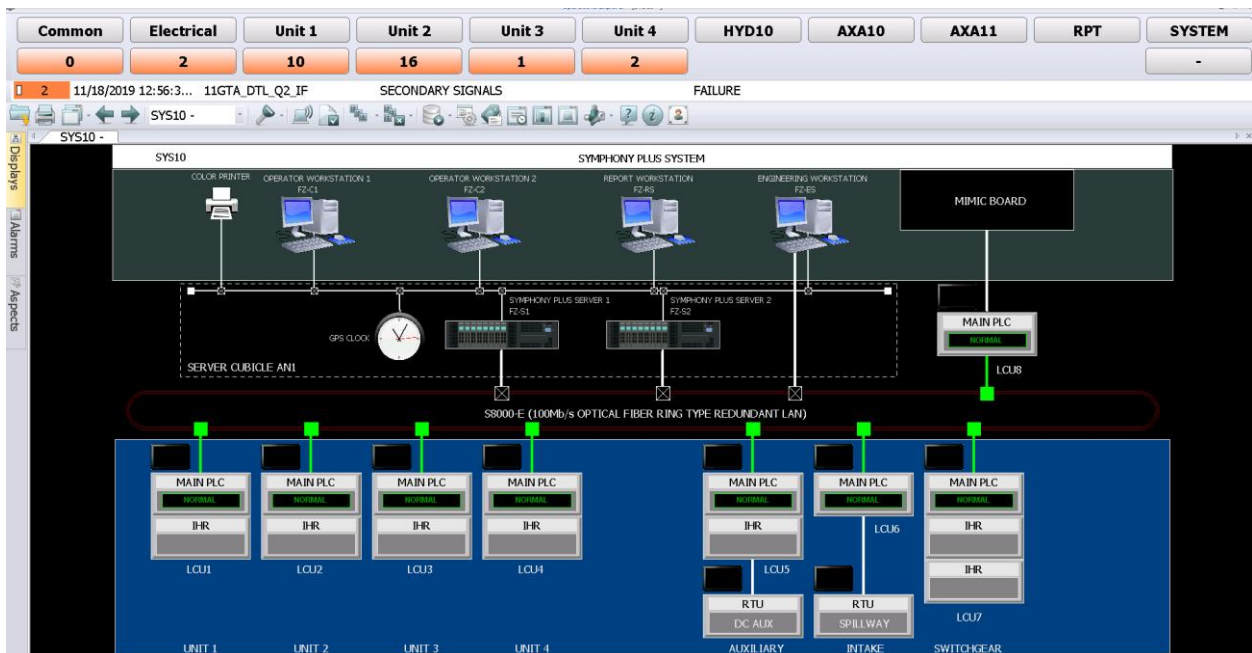 Common Electrical Unit 1 Unit 2 Unit 3 Unit 4 HYD10 AXA10 AXA11 RPT SYSTEM
0 2 10 16 1 2 -
2 11/18/2019 12:56:3... 11GTA_DTL_Q2_IF SECONDARY SIGNALS FAILURE
SYS10 -
SYS10 -
Displays
Alarms
Aspects
SYS10 SYMPHONY PLUS SYSTEM
COLOR PRINTER OPERATOR WORKSTATION 1 OPERATOR WORKSTATION 2 REPORT WORKSTATION ENGINEERING WORKSTATION
FZ-C1 FZ-C2 FZ-RS FZ-ES
MIMIC BOARD
SYMPHONY PLUS SERVER 1 SYMPHONY PLUS SERVER 2
FZ-S1 FZ-S2
MAIN PLC
GPS CLOCK
NORMAL
SERVER CUBICLE AN1
LCU8
S8000-E (100Mb/s OPTICAL FIBER RING TYPE REDUNDANT LAN)
MAIN PLC MAIN PLC MAIN PLC MAIN PLC MAIN PLC MAIN PLC MAIN PLC
NORMAL NORMAL NORMAL NORMAL NORMAL NORMAL NORMAL
IHR IHR IHR IHR IHR LCU6 IHR
LCU1 LCU2 LCU3 LCU4 LCU5 IHR
RTU RTU
DC AUX SPILLWAY LCU7
UNIT 1 UNIT 2 UNIT 3 UNIT 4 AUXILIARY INTAKE SWITCHGEAR